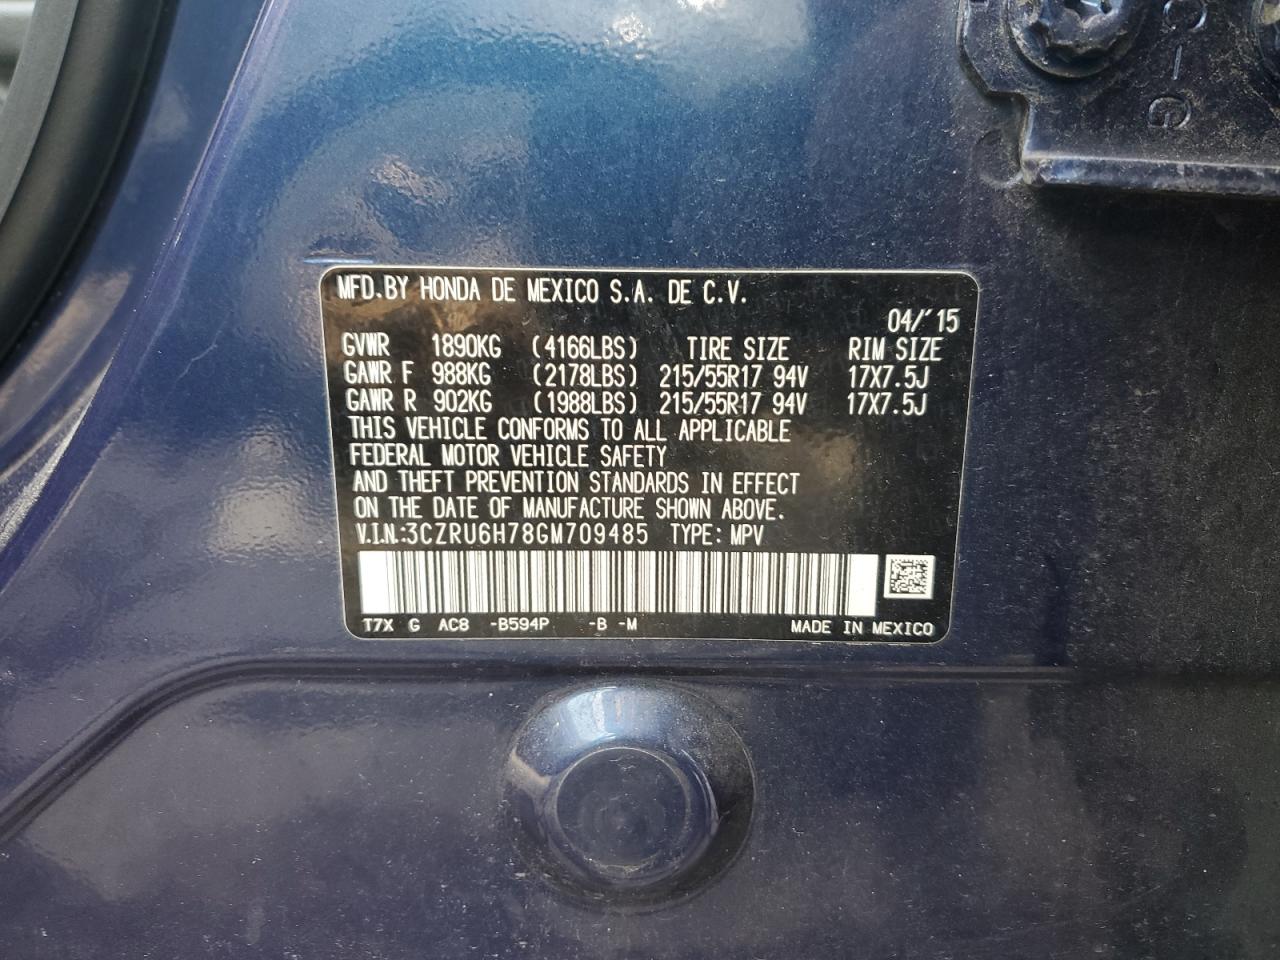 MFD.BY HONDA DE MEXICO S.A. DE C.V.
04/'15
GVWR 1890KG (4166LBS) TIRE SIZE RIM SIZE
GAWR F 988KG (2178LBS) 215/55R17 94V 17X7.5J
GAWR R 902KG (1988LBS) 215/55R17 94V 17X7.5J
THIS VEHICLE CONFORMS TO ALL APPLICABLE
FEDERAL MOTOR VEHICLE SAFETY
AND THEFT PREVENTION STANDARDS IN EFFECT
ON THE DATE OF MANUFACTURE SHOWN ABOVE.
V.I.N.:3CZRU6H78GM709485 TYPE: MPV
T7X G AC8 -B594P -B -M MADE IN MEXICO